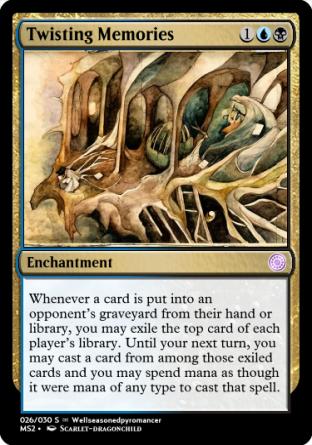 Twisting Memories 1
Enchantment
Whenever a card is put into an
opponent's graveyard from their hand or
library, you may exile the top card of each
player's library. Until your next turn, you
may cast a card from among those exiled
cards and you may spend mana as though
it were mana of any type to cast that spell.
026/030 S Wellseasonedpyromancer
MS2 • Scarlet-dragonchild